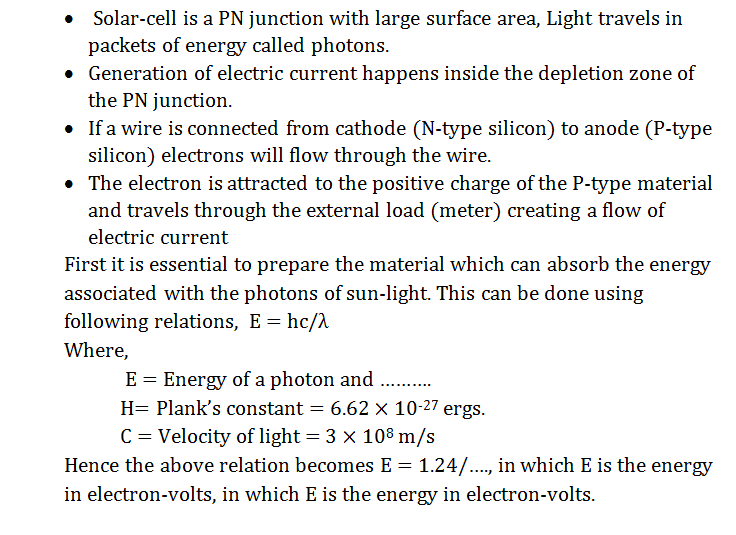 • Solar-cell is a PN junction with large surface area, Light travels in
packets of energy called photons.
• Generation of electric current happens inside the depletion zone of
the PN junction.
• If a wire is connected from cathode (N-type silicon) to anode (P-type
silicon) electrons will flow through the wire.
• The electron is attracted to the positive charge of the P-type material
and travels through the external load (meter) creating a flow of
electric current
First it is essential to prepare the material which can absorb the energy
associated with the photons of sun-light. This can be done using
following relations, E = hc/λ
Where,
E = Energy of a photon and ..........
H= Plank’s constant = 6.62 × 10⁻²⁷ ergs.
C = Velocity of light = 3 × 10⁸ m/s
Hence the above relation becomes E = 1.24/...., in which E is the energy
in electron-volts, in which E is the energy in electron-volts.